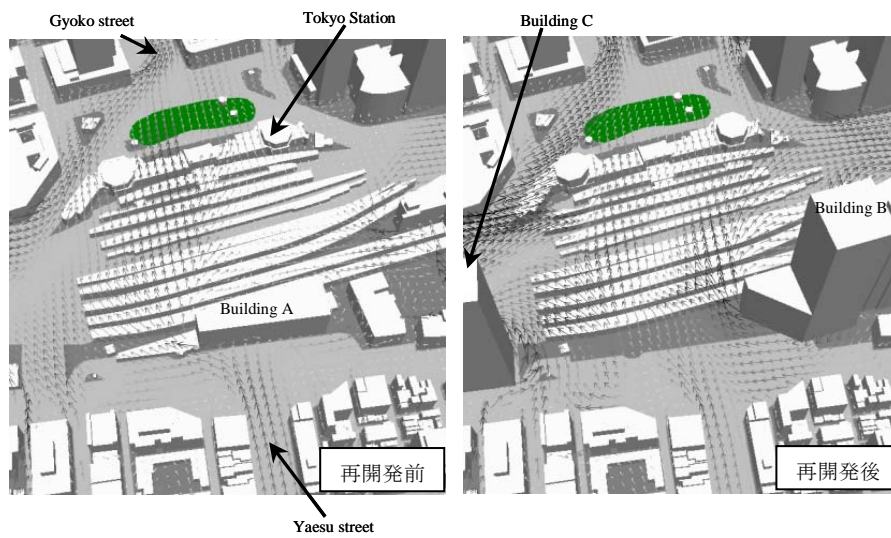 Gyoko street
Tokyo Station
Building C
Building B
Building A
再開発前
再開発後
Yaesu street